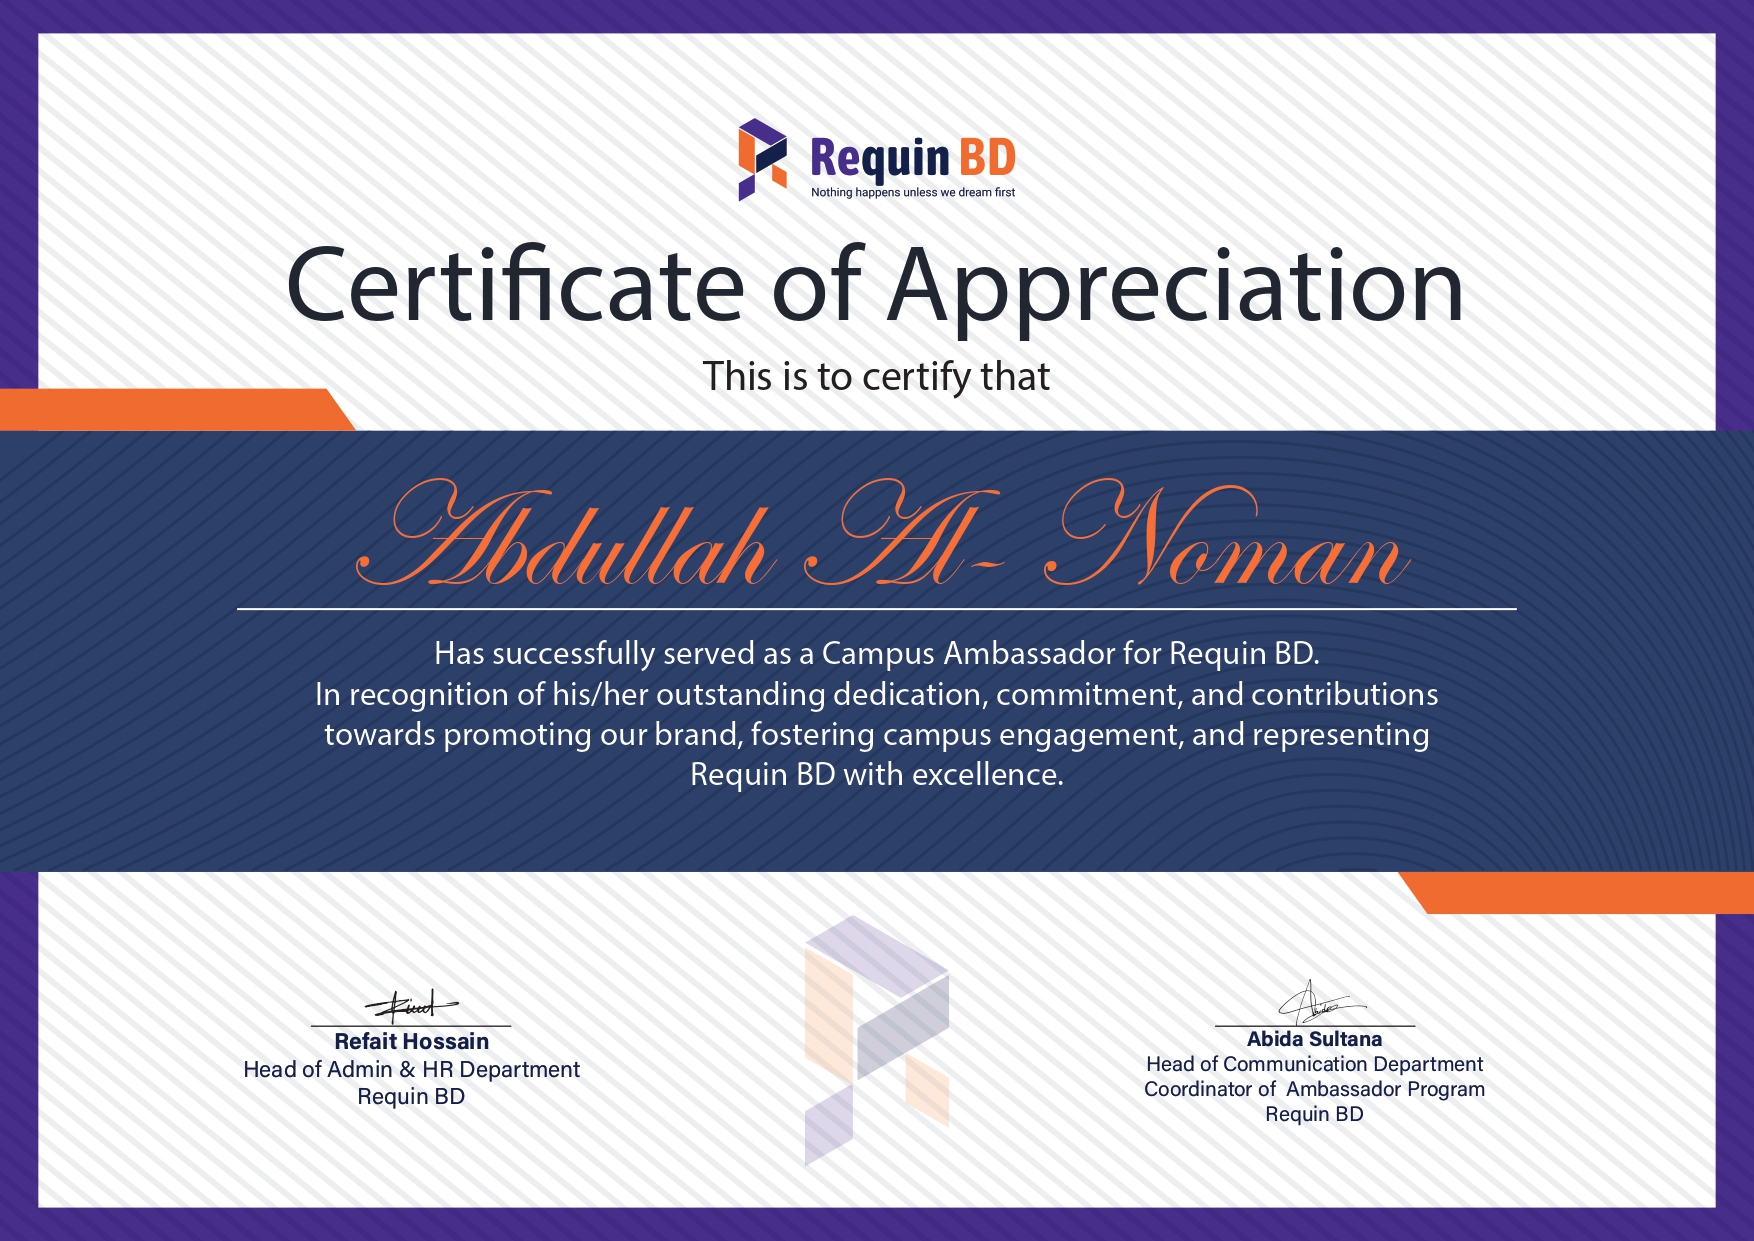 Requin BD
Nothing happens unless we dream first
Certificate of Appreciation
This is to certify that
Abdullah Al- Noman
Has successfully served as a Campus Ambassador for Requin BD.
In recognition of his/her outstanding dedication, commitment, and contributions
towards promoting our brand, fostering campus engagement, and representing
Requin BD with excellence.
Refait Hossain
Head of Admin & HR Department
Requin BD
Abida Sultana
Head of Communication Department
Coordinator of Ambassador Program
Requin BD